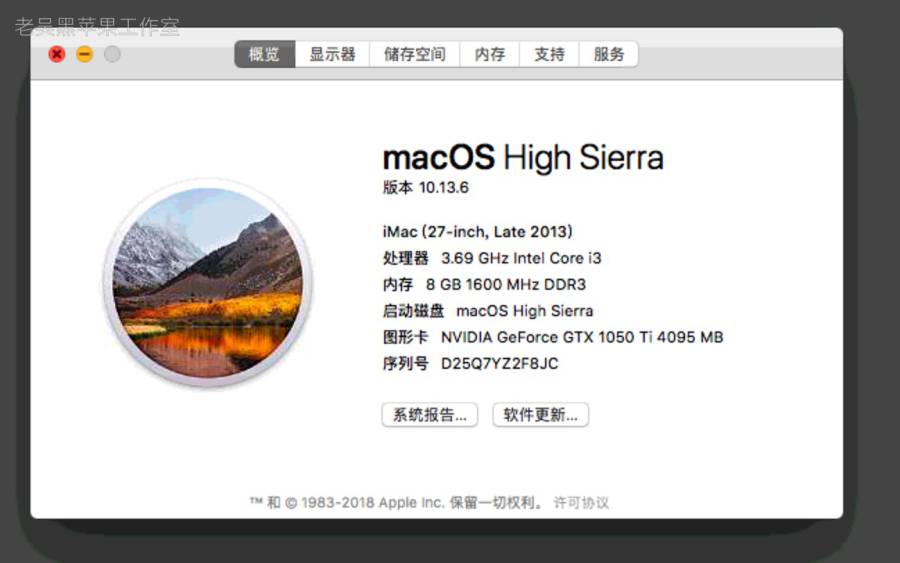 老吴黑苹果工作室
概览 显示器 储存空间 内存 支持 服务
macOS High Sierra
版本 10.13.6
iMac (27-inch, Late 2013)
处理器 3.69 GHz Intel Core i3
内存 8 GB 1600 MHz DDR3
启动磁盘 macOS High Sierra
图形卡 NVIDIA GeForce GTX 1050 Ti 4095 MB
序列号 D25Q7YZ2F8JC
系统报告... 软件更新...
™ 和 © 1983-2018 Apple Inc. 保留一切权利。 许可协议